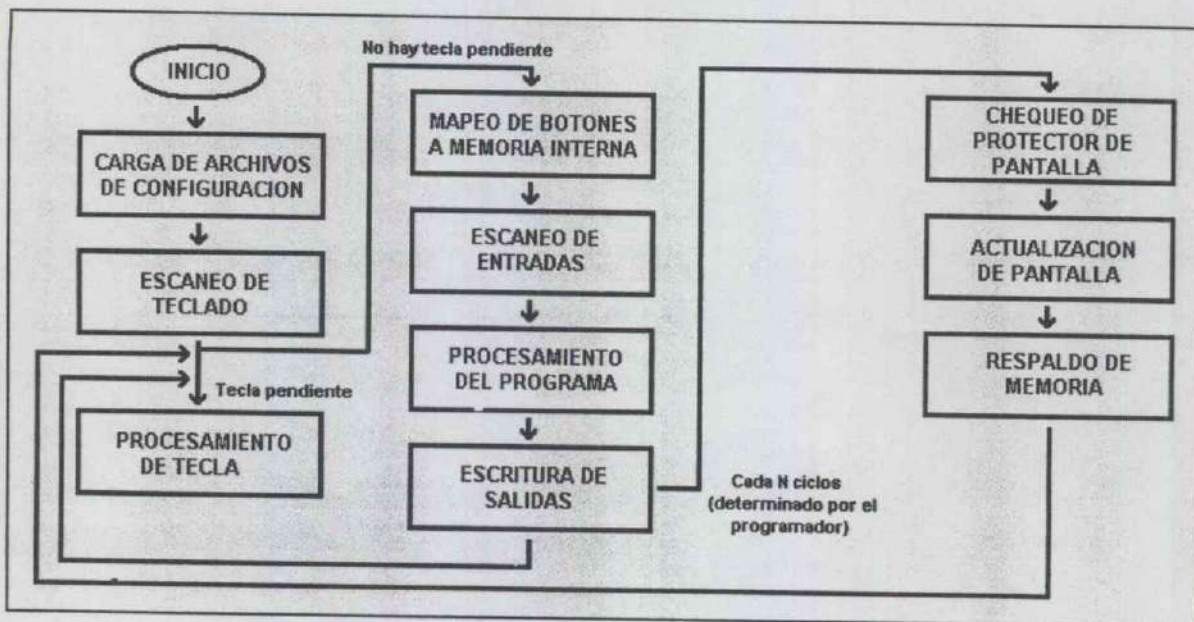 INICIO
CARGA DE ARCHIVOS
DE CONFIGURACION
ESCANEO DE
TECLADO
Tecla pendiente
PROCESAMIENTO
DE TECLA
No hay tecla pendiente
MAPEO DE BOTONES
A MEMORIA INTERNA
ESCANEO DE
ENTRADAS
PROCESAMIENTO
DEL PROGRAMA
ESCRITURA DE
SALIDAS
Cada N ciclos
(determinado por el
programador)
CHEQUEO DE
PROTECTOR DE
PANTALLA
ACTUALIZACION
DE PANTALLA
RESPALDO DE
MEMORIA